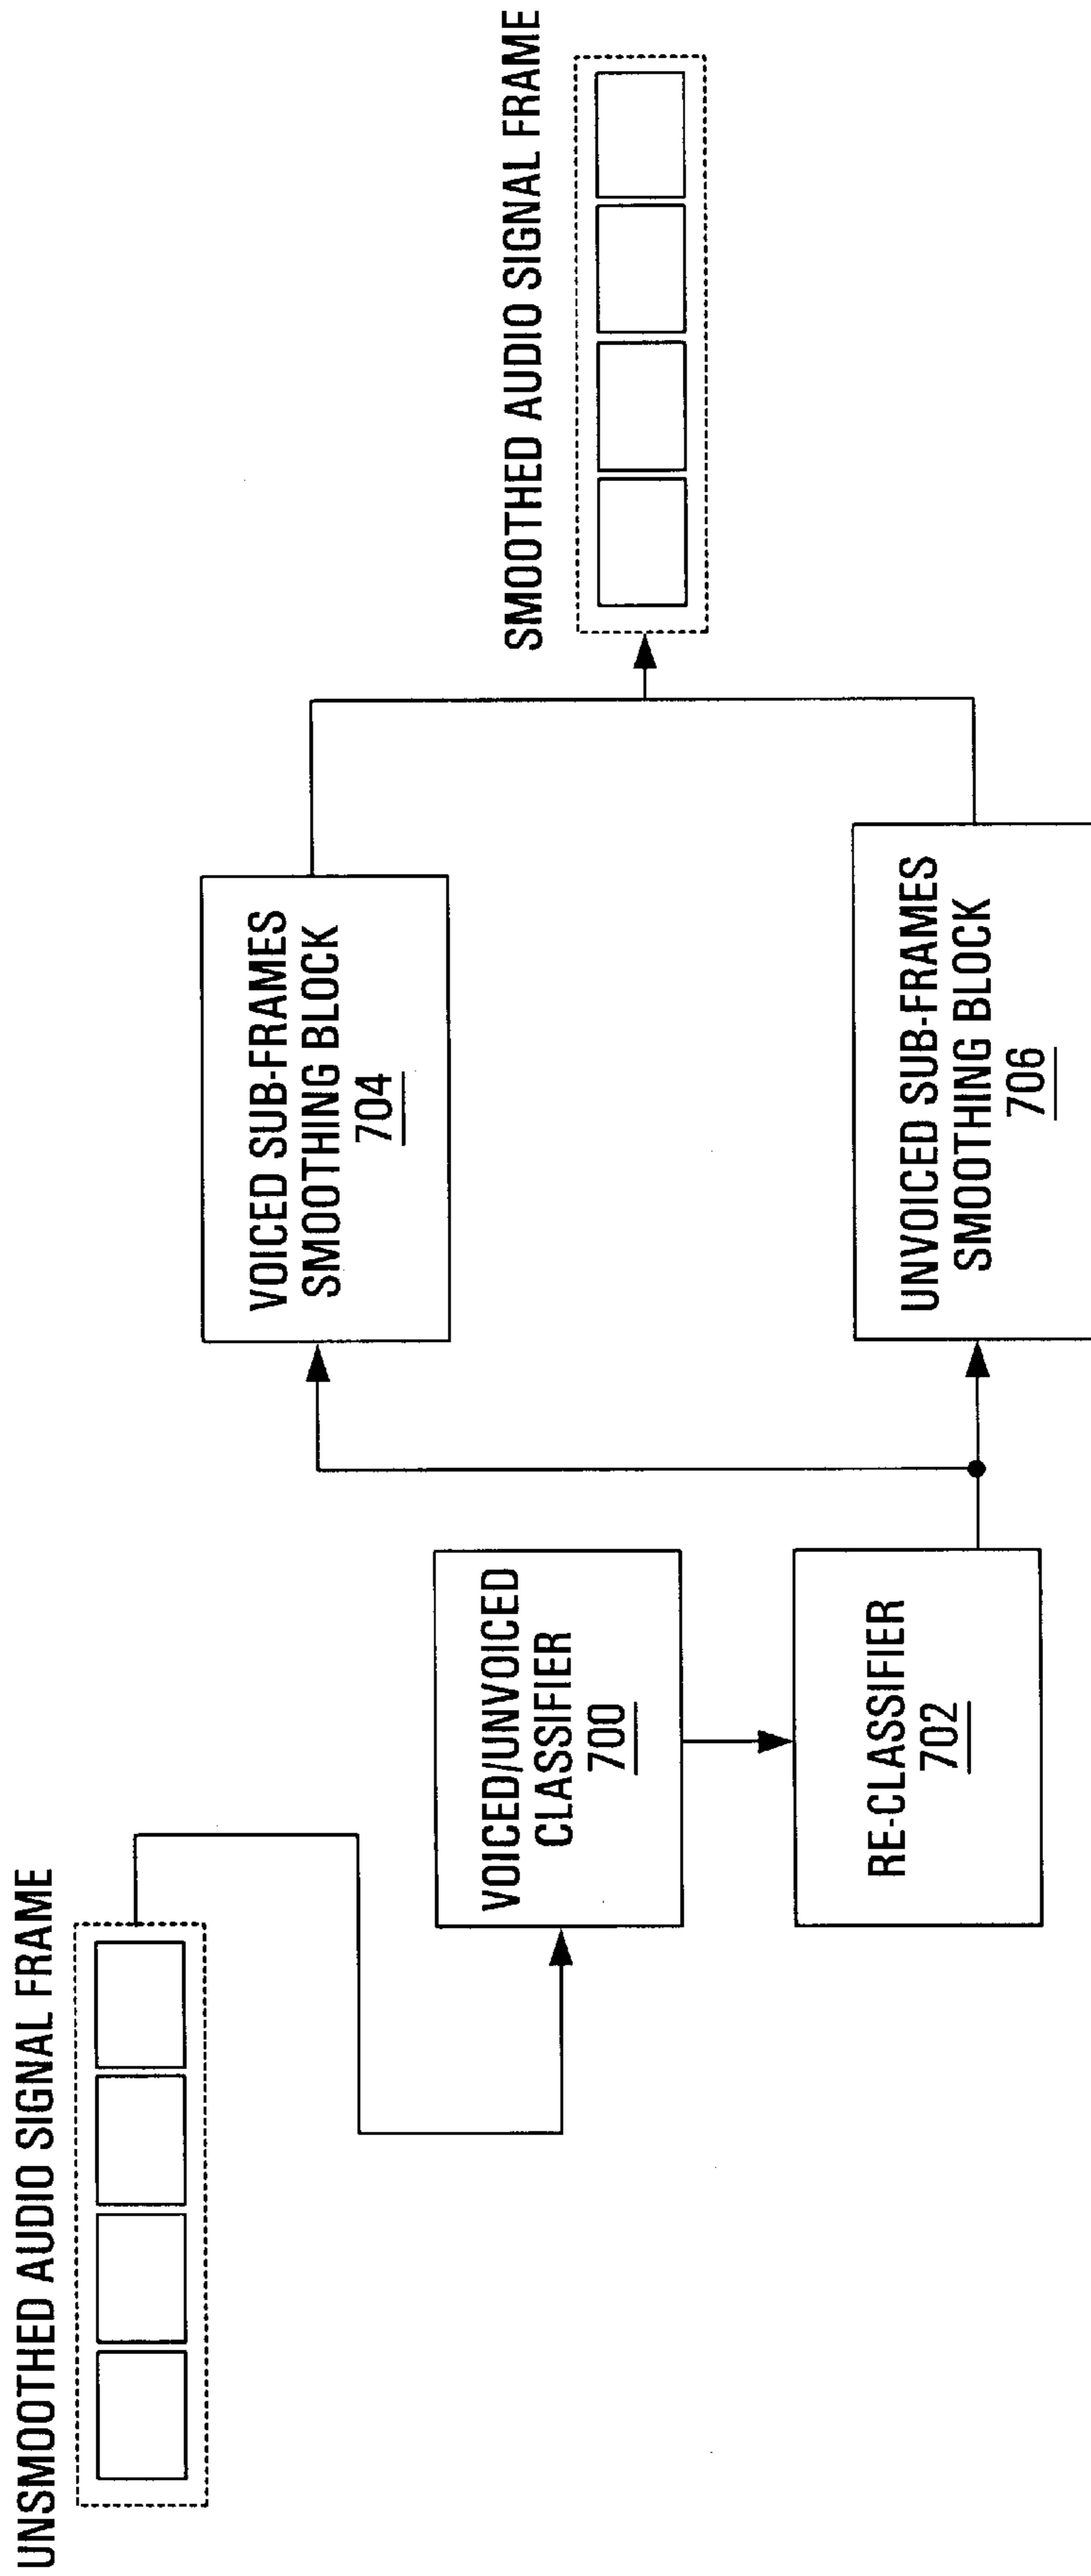 UNSMOOTHED AUDIO SIGNAL FRAME
VOICED/UNVOICED
CLASSIFIER
700
RE-CLASSIFIER
702
VOICED SUB-FRAMES
SMOOTHING BLOCK
704
UNVOICED SUB-FRAMES
SMOOTHING BLOCK
706
SMOOTHED AUDIO SIGNAL FRAME